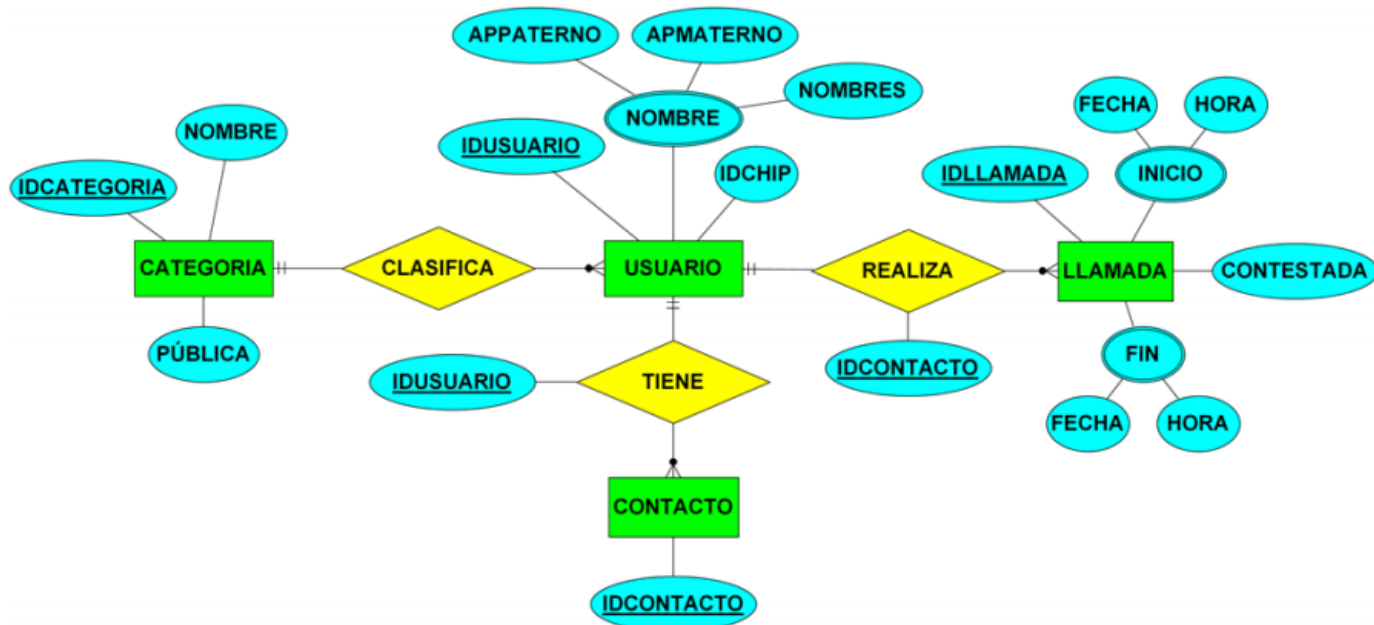 APPATERNO
APMATERNO
NOMBRES
NOMBRE
FECHA
HORA
NOMBRE
IDUSUARIO
IDCHIP
IDLLAMADA
INICIO
IDCATEGORIA
CATEGORIA
CLASIFICA
USUARIO
REALIZA
LLAMADA
CONTESTADA
PÚBLICA
IDUSUARIO
TIENE
IDCONTACTO
FIN
FECHA
HORA
CONTACTO
IDCONTACTO